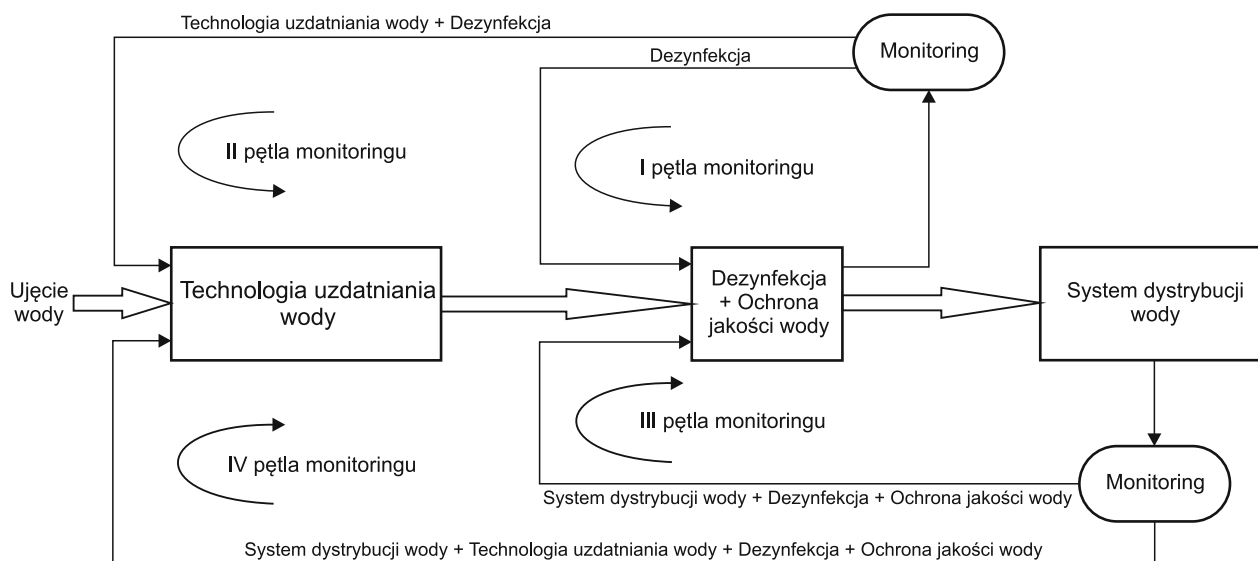 Technologia uzdatniania wody + Dezynfekcja
Monitoring
Dezynfekcja
II pętla monitoringu
I pętla monitoringu
Ujęcie
wody
Technologia uzdatniania
wody
Dezynfekcja
+ Ochrona
jakości wody
System dystrybucji
wody
III pętla monitoringu
IV pętla monitoringu
Monitoring
System dystrybucji wody + Dezynfekcja + Ochrona jakości wody
System dystrybucji wody + Technologia uzdatniania wody + Dezynfekcja + Ochrona jakości wody